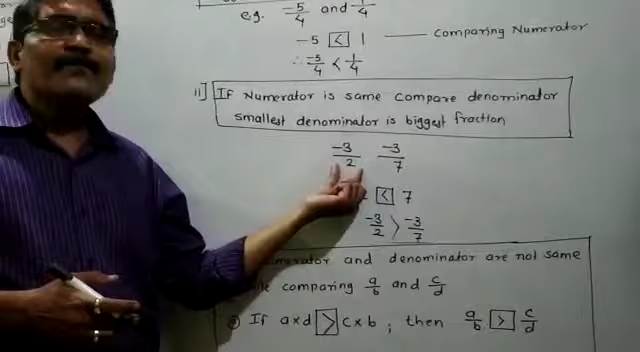 e.g. -5/4 and 1/4
-5 < 1 —— Comparing Numerator
∴ -5/4 < 1/4
II] If Numerator is same compare denominator
smallest denominator is biggest fraction
-3/2 -3/7
< 7
-3/2 > -3/7
and denominator are not same
comparing a/b and c/d
If a×d > c×b ; then a/b > c/d